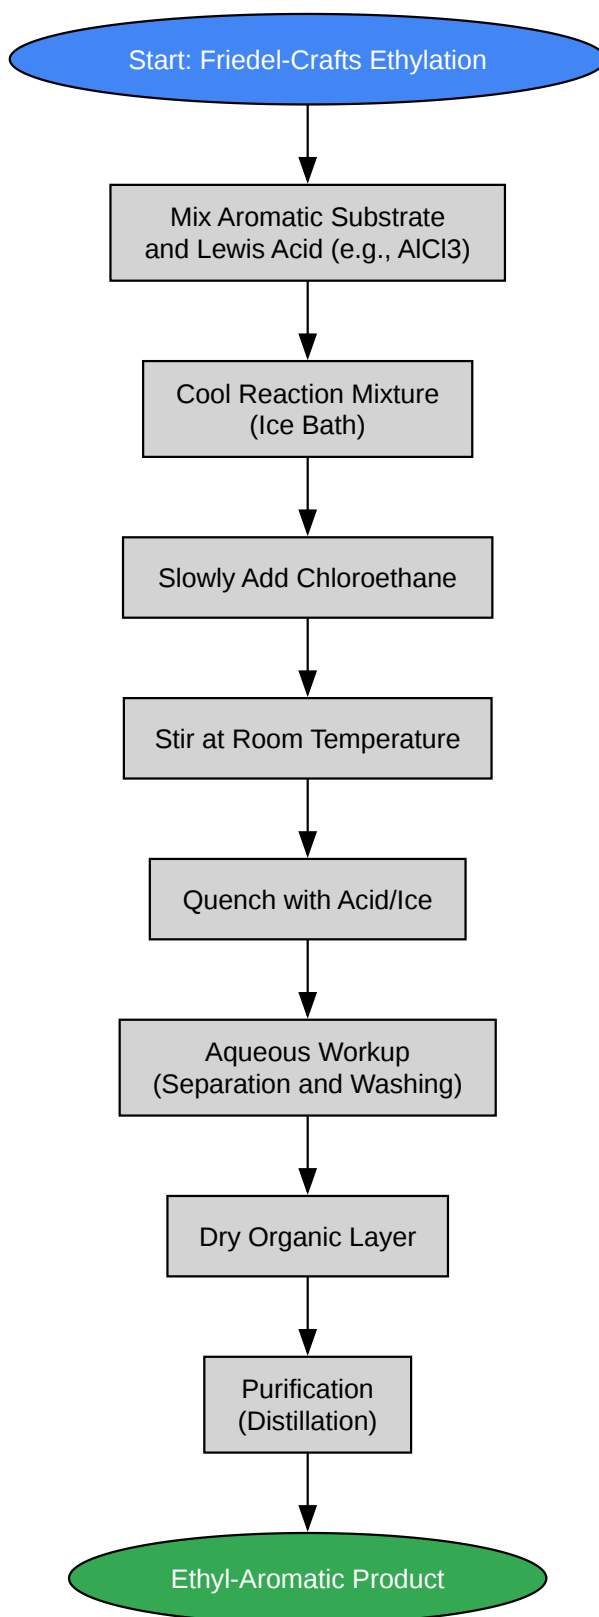 Start: Friedel-Crafts Ethylation
Mix Aromatic Substrate
and Lewis Acid (e.g., AlCl3)
Cool Reaction Mixture
(Ice Bath)
Slowly Add Chloroethane
Stir at Room Temperature
Quench with Acid/Ice
Aqueous Workup
(Separation and Washing)
Dry Organic Layer
Purification
(Distillation)
Ethyl-Aromatic Product